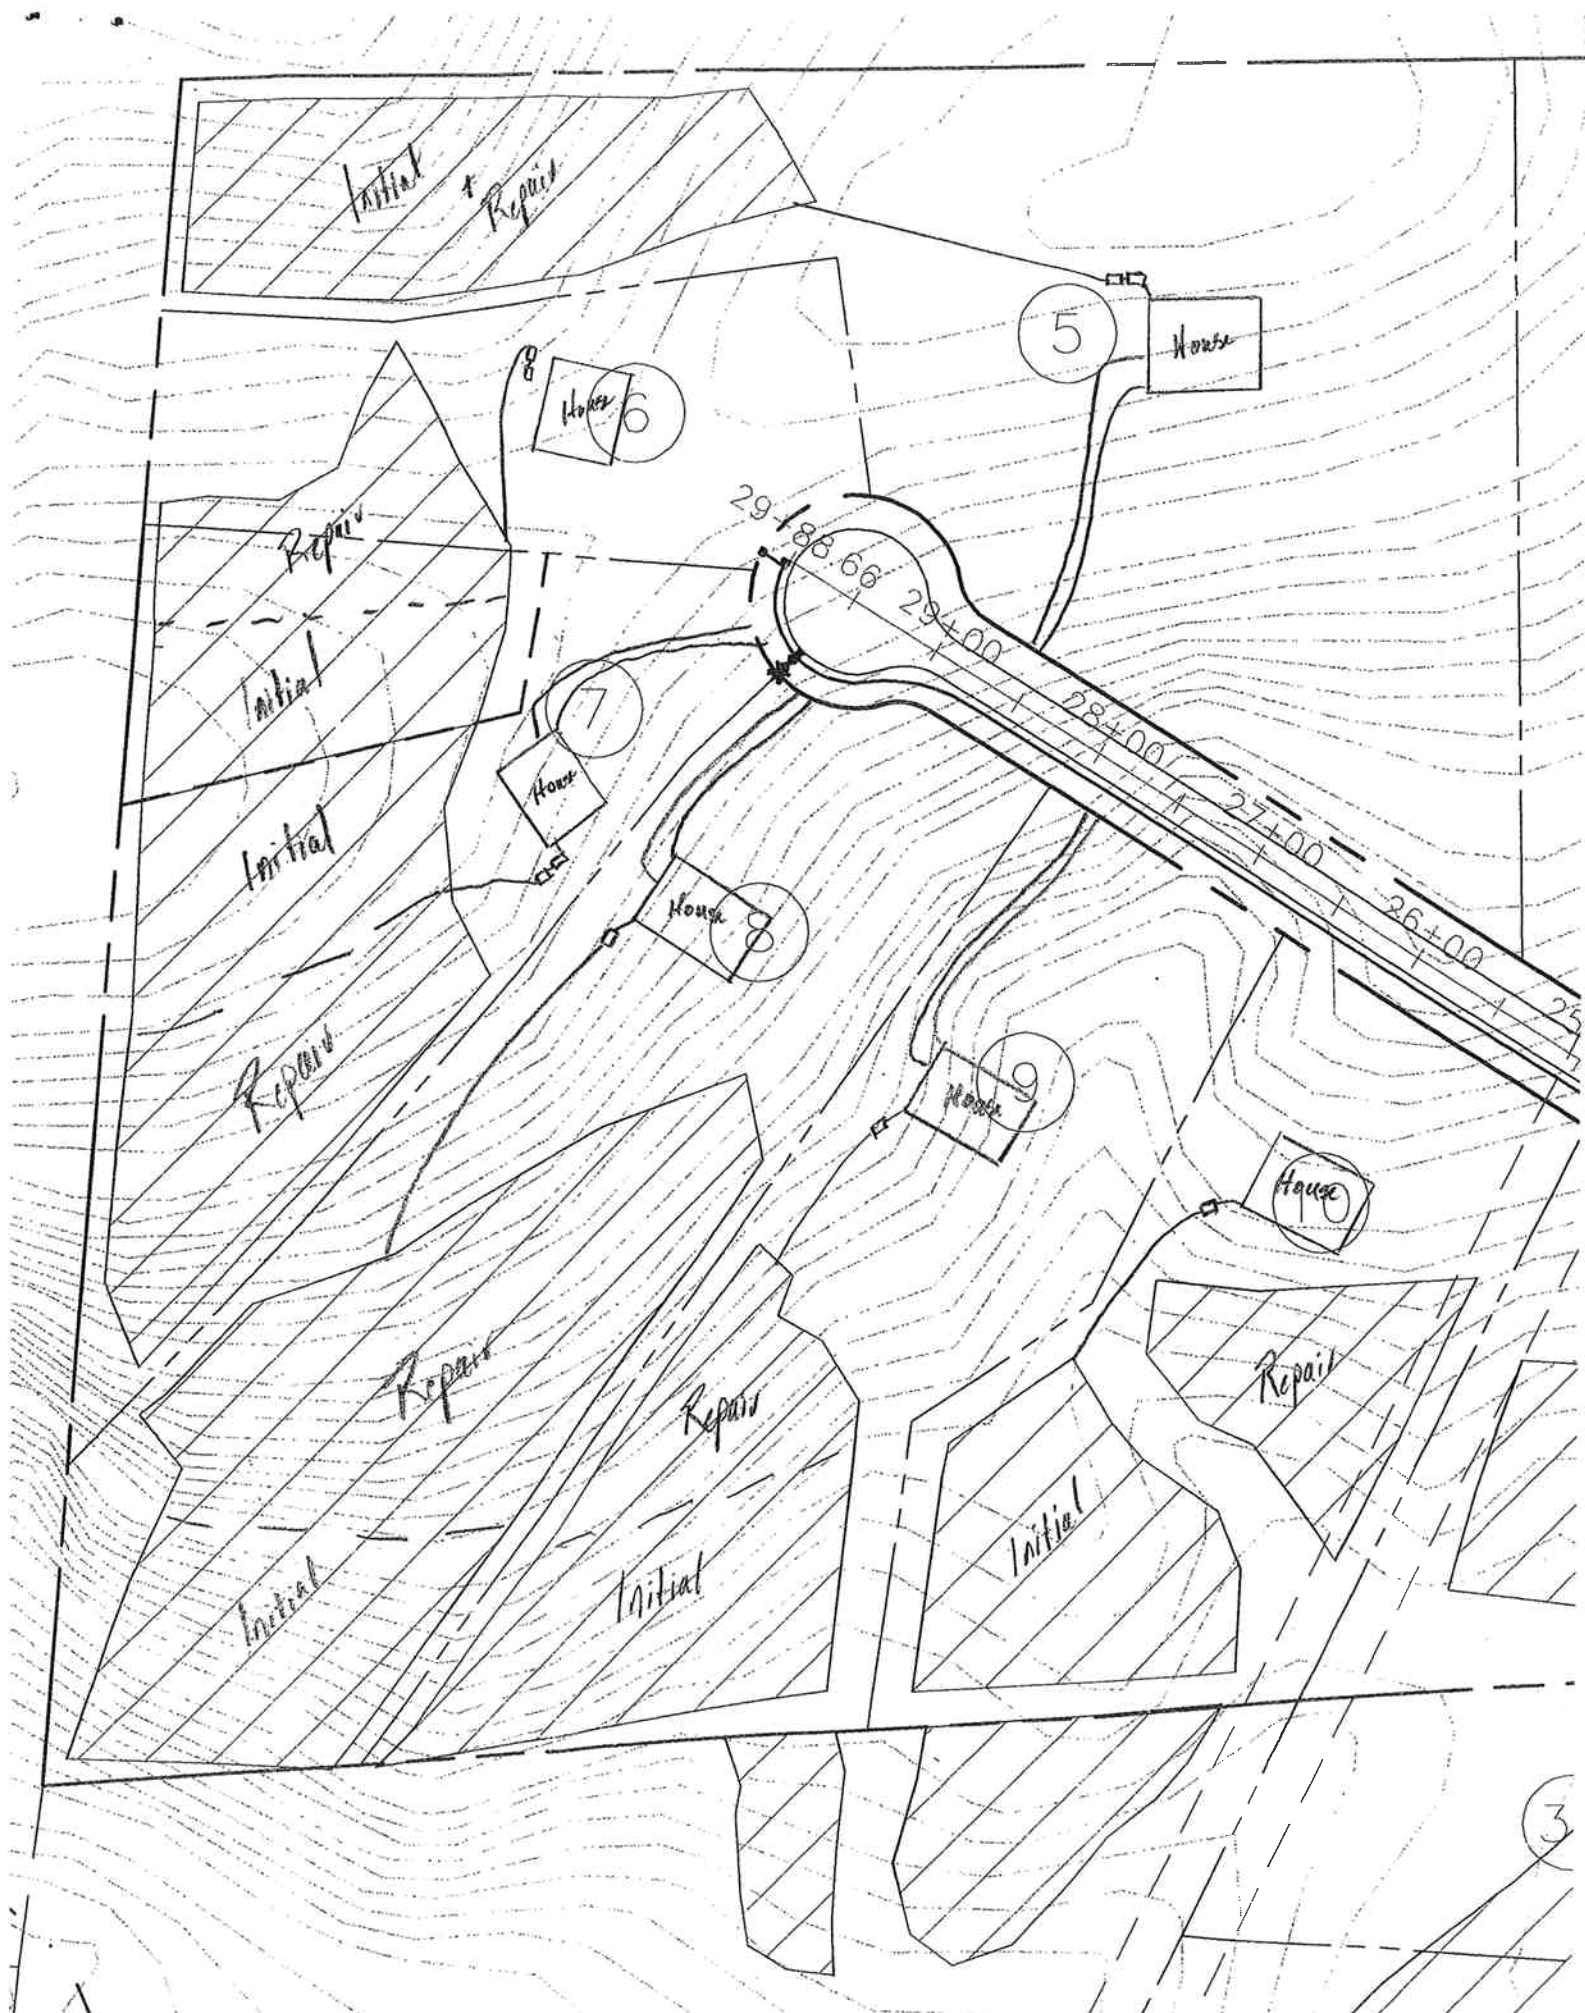 Initial + Repair
5
House
House
6
29+88.66
Repair
29+00
Initial
7
28+00
House
27+00
Initial
House
8
26+00
25
Repair
House
9
House
10
Repair
Repair
Repair
Initial
Initial
Initial
3